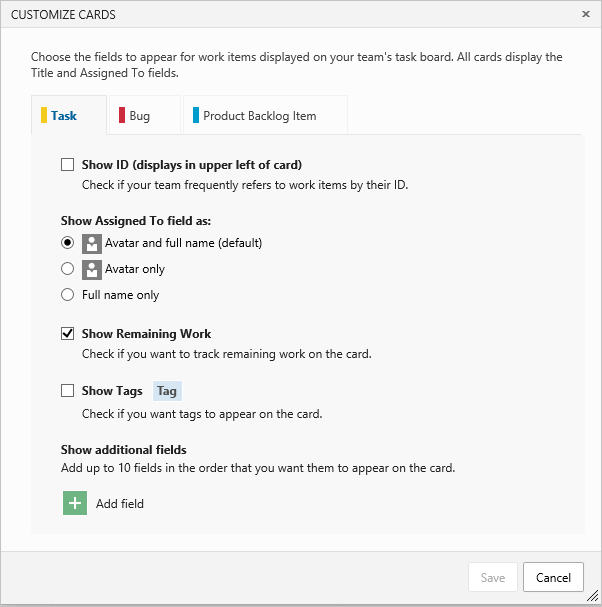 CUSTOMIZE CARDS
Choose the fields to appear for work items displayed on your team's task board. All cards display the
Title and Assigned To fields.
Task
Bug
Product Backlog Item
Show ID (displays in upper left of card)
Check if your team frequently refers to work items by their ID.
Show Assigned To field as:
Avatar and full name (default)
Avatar only
Full name only
Show Remaining Work
Check if you want to track remaining work on the card.
Show Tags Tag
Check if you want tags to appear on the card.
Show additional fields
Add up to 10 fields in the order that you want them to appear on the card.
Add field
Save
Cancel